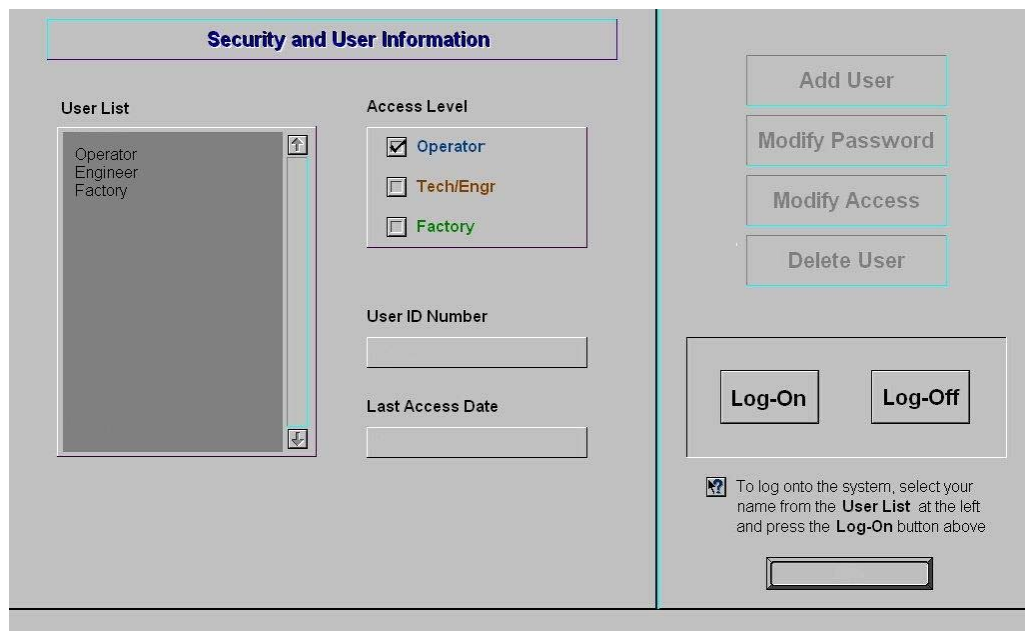 Security and User Information
User List
Operator
Engineer
Factory
Access Level
Operator
Tech/Engr
Factory
User ID Number
Last Access Date
Add User
Modify Password
Modify Access
Delete User
Log-On
Log-Off
To log onto the system, select your
name from the User List at the left
and press the Log-On button above